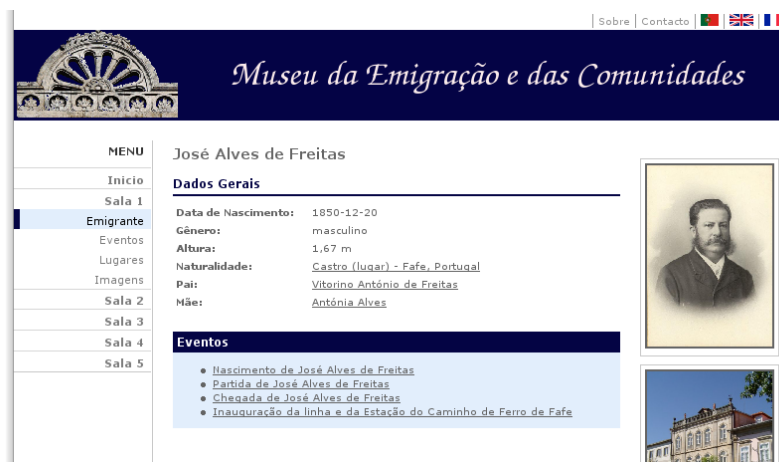 Sobre | Contacto
Museu da Emigração e das Comunidades
MENU
Inicio
Sala 1
Emigrante
Eventos
Lugares
Imagens
Sala 2
Sala 3
Sala 4
Sala 5
José Alves de Freitas
Dados Gerais
Data de Nascimento: 1850-12-20
Gênero: masculino
Altura: 1,67 m
Naturalidade: Castro (lugar) - Fafe, Portugal
Pai: Vitorino António de Freitas
Mãe: Antónia Alves
Eventos
Nascimento de José Alves de Freitas
Partida de José Alves de Freitas
Chegada de José Alves de Freitas
Inauguração da linha e da Estação do Caminho de Ferro de Fafe